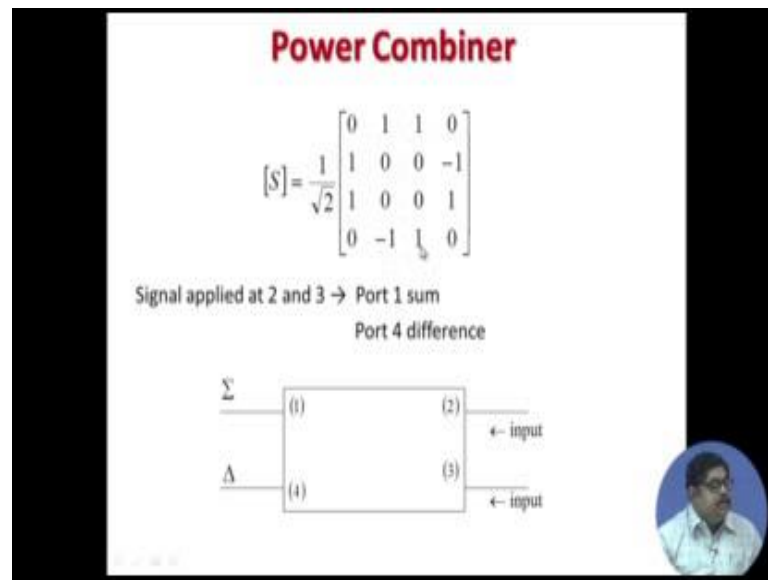 Power Combiner
[S] = 1/√2 [0 1 1 0
1 0 0 -1
1 0 0 1
0 -1 1 0]
Signal applied at 2 and 3 → Port 1 sum
Port 4 difference
Σ (1) (2) ← input
Δ (4) (3) ← input